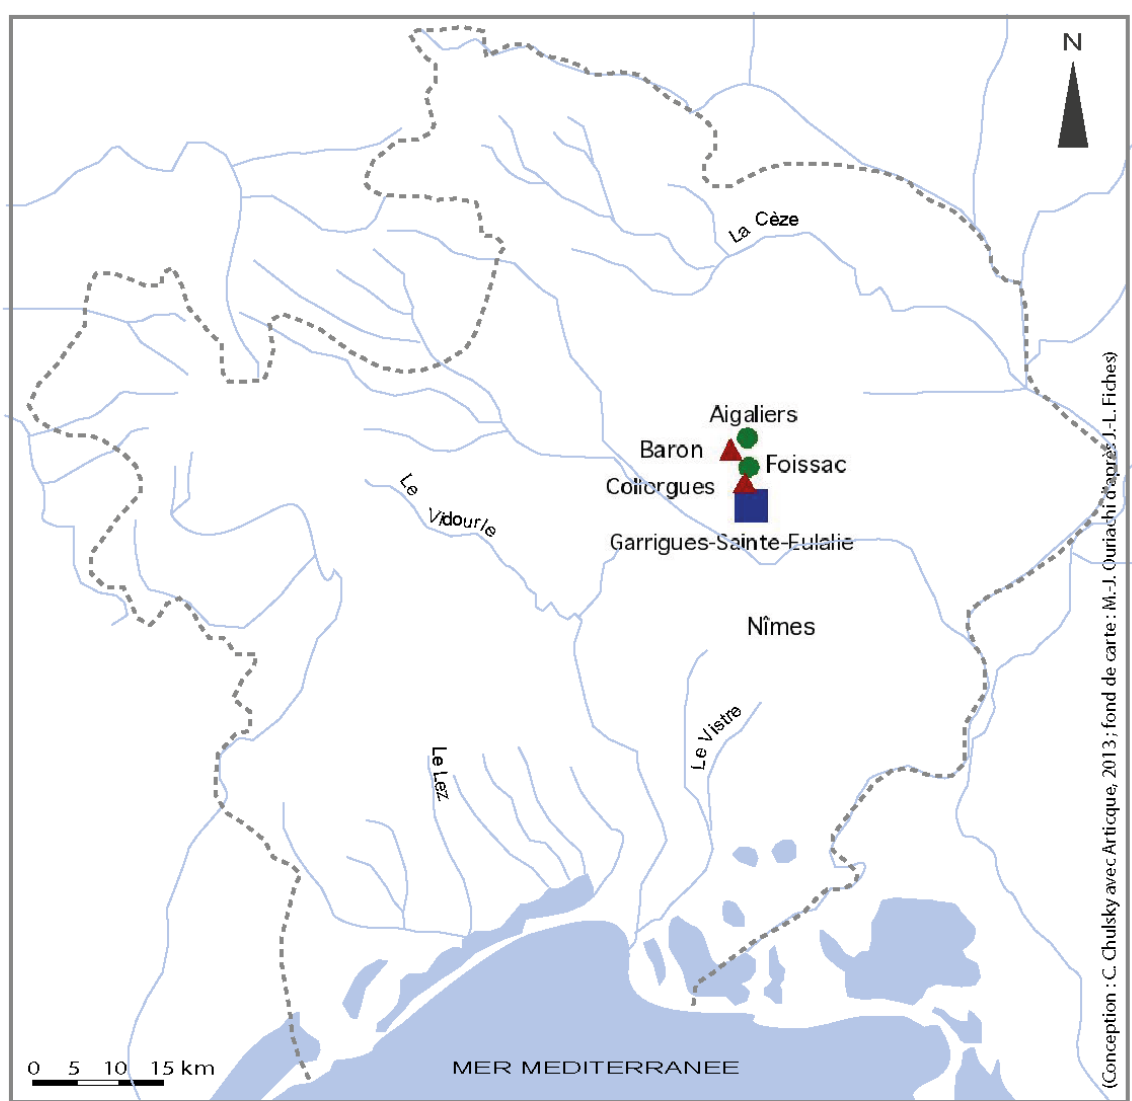 N
La Cèze
Aigaliers
Baron
Foissac
Collorgues
Garrigues-Sainte-Eulalie
Le Vidourle
Nîmes
Le Vistre
Le Lez
MER MEDITERRANEE
0 5 10 15 km
(Conception : C. Chulsky avec Articque, 2013 ; fond de carte : M.-J. Ouriachi d'après J.-L. Fiches)